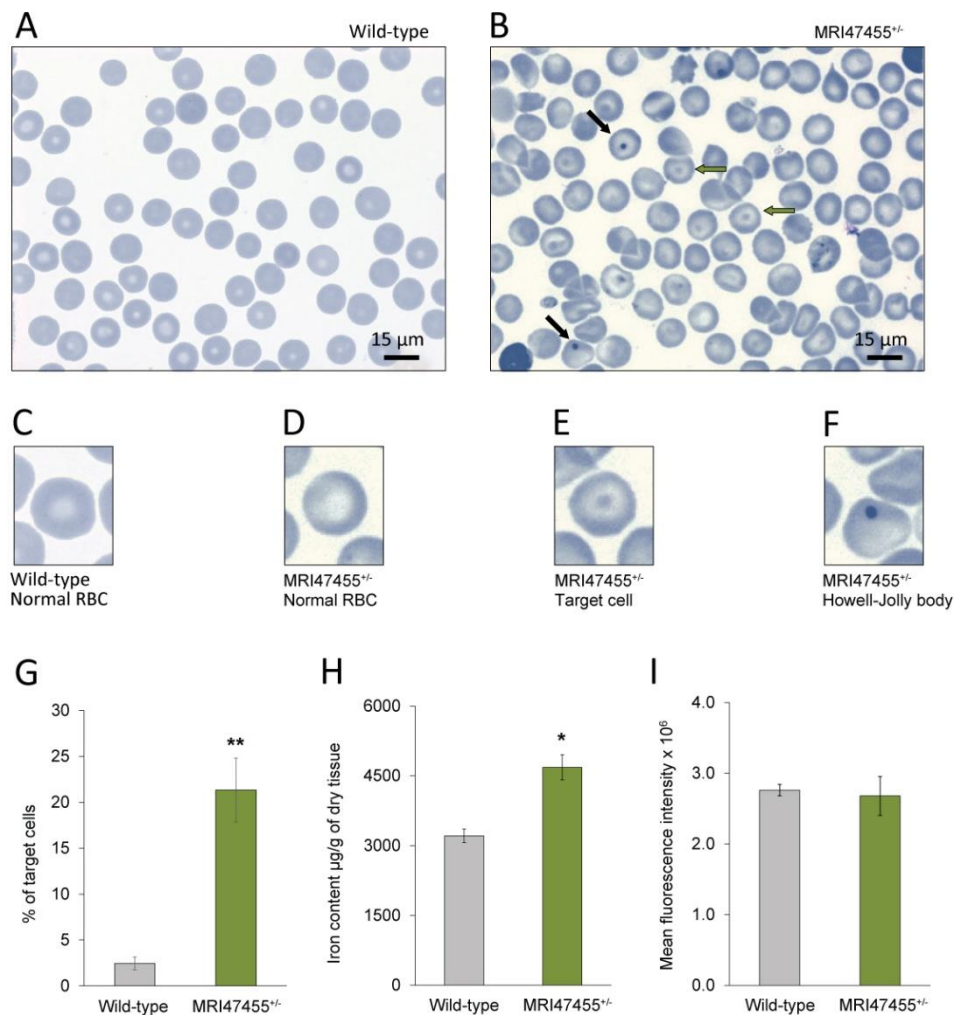 A
Wild-type
15 µm
B
MRI47455+/-
15 µm
C
Wild-type
Normal RBC
D
MRI47455+/-
Normal RBC
E
MRI47455+/-
Target cell
F
MRI47455+/-
Howell-Jolly body
G
% of target cells
30
25
20
15
10
5
0
**
Wild-type
MRI47455+/-
H
Iron content µg/g of dry tissue
6000
4500
3000
1500
0
*
Wild-type
MRI47455+/-
I
Mean fluorescence intensity x 10⁶
4.0
3.0
2.0
1.0
0.0
Wild-type
MRI47455+/-